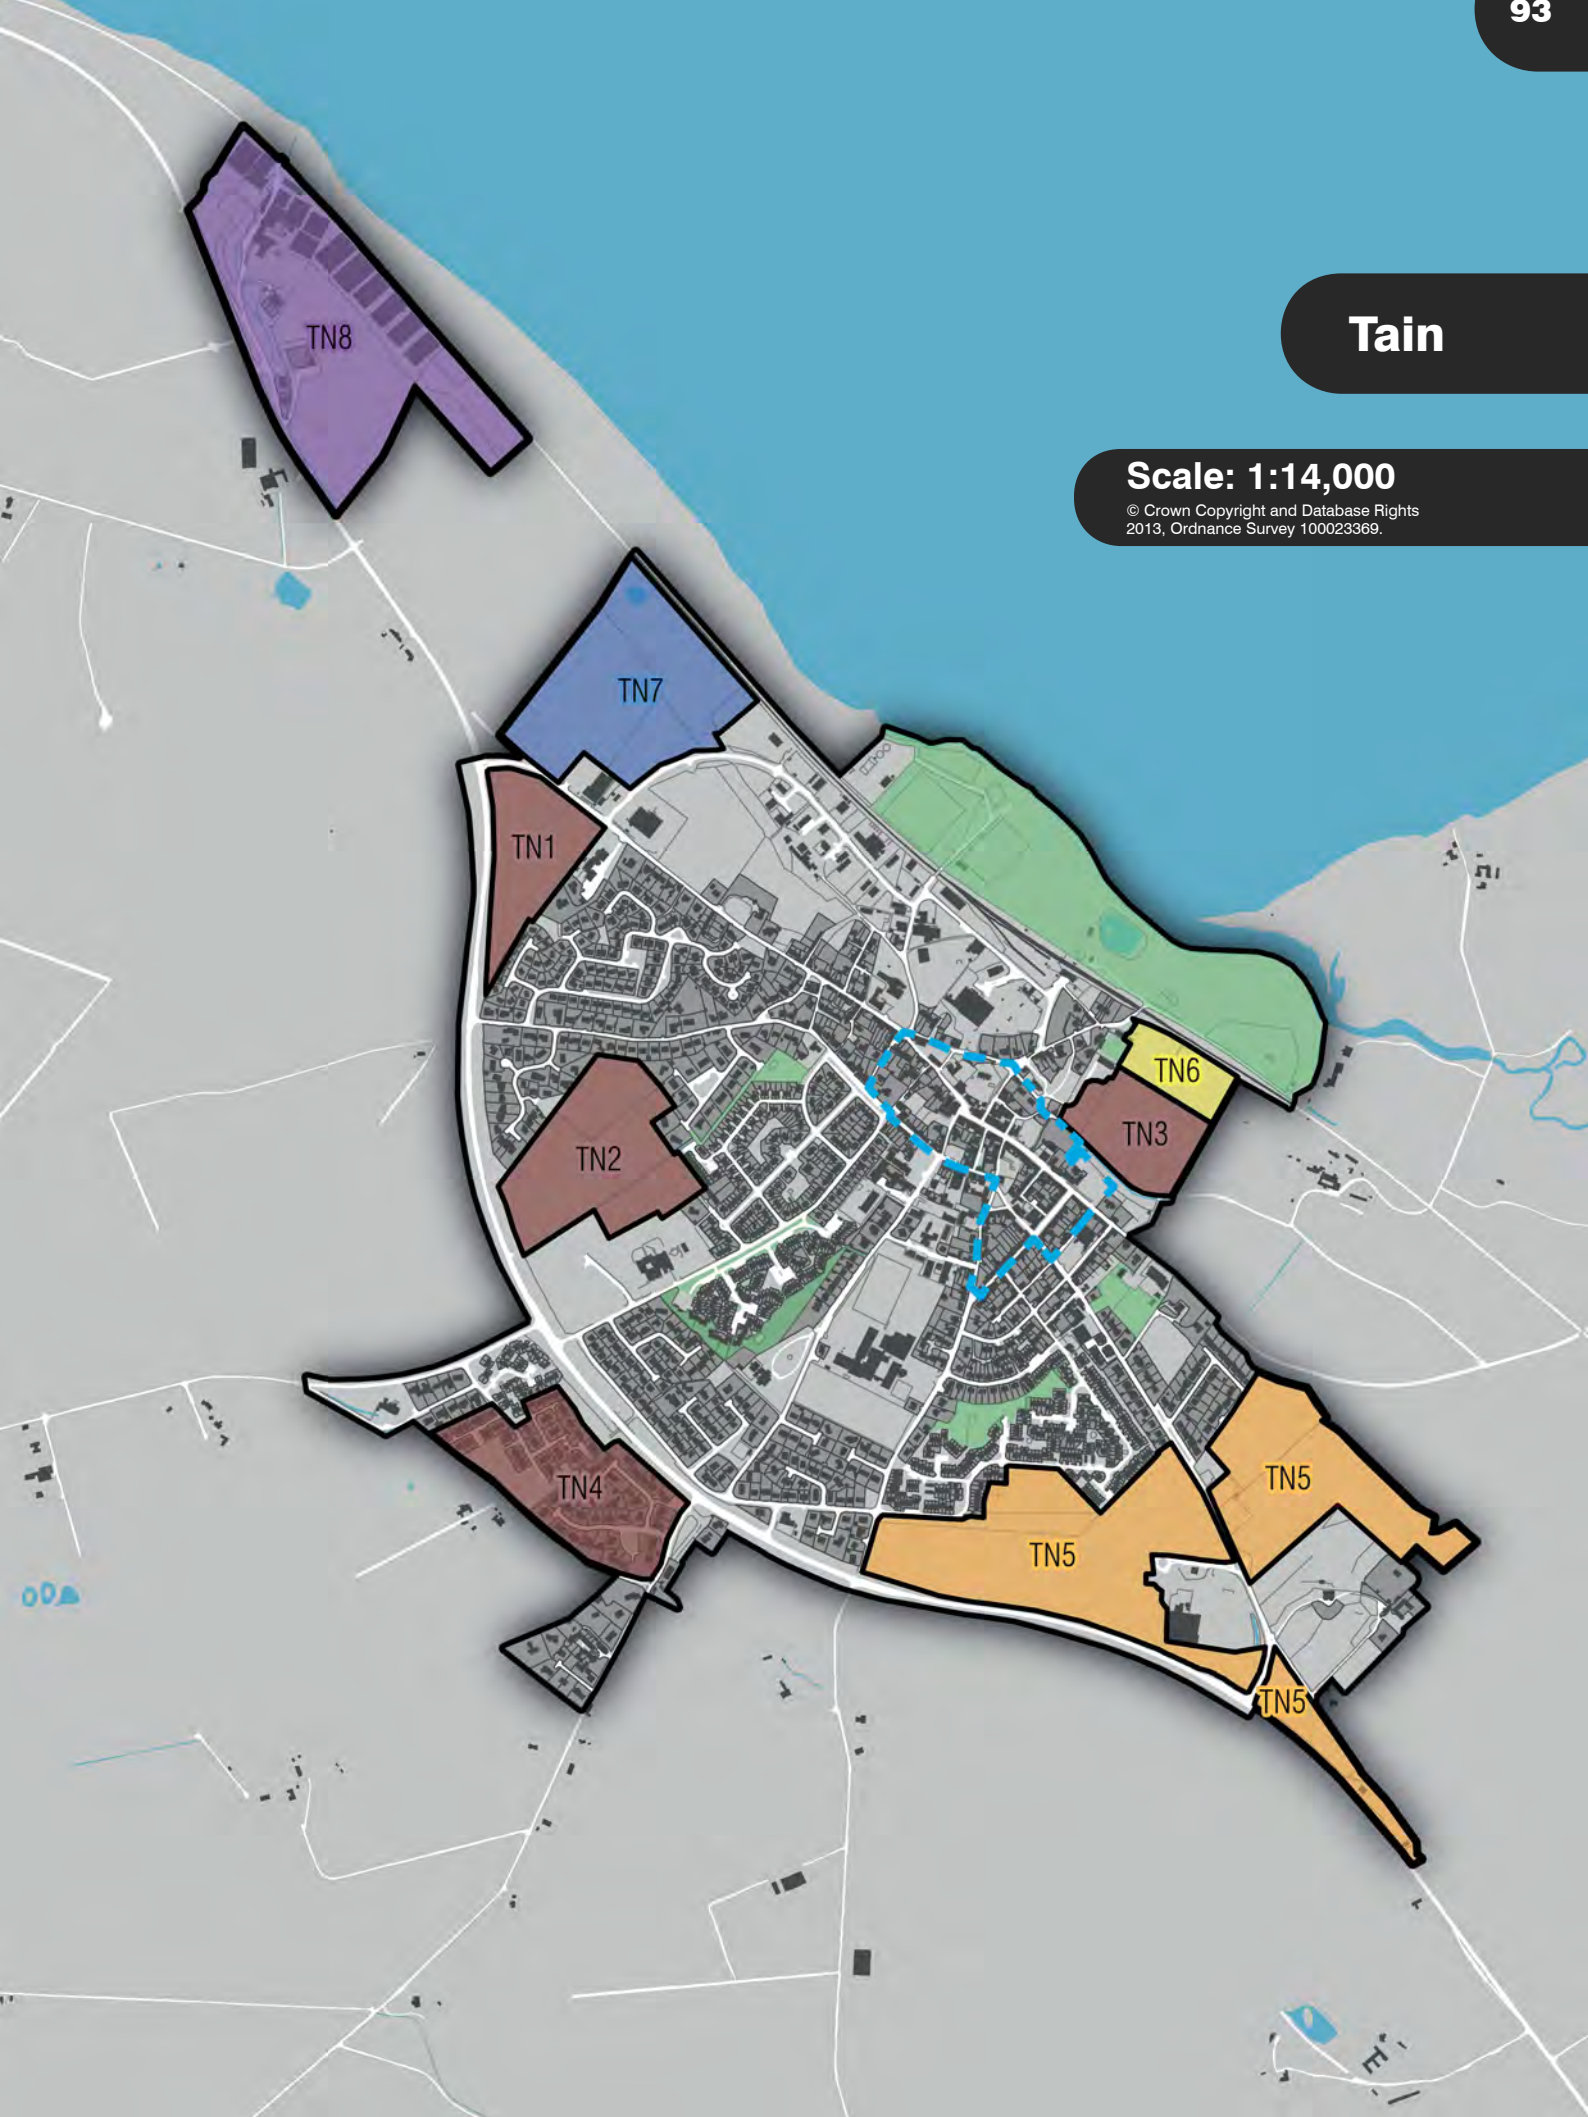 93
Tain
Scale: 1:14,000
© Crown Copyright and Database Rights
2013, Ordnance Survey 100023369.
TN8
TN7
TN1
TN6
TN3
TN2
TN4
TN5
TN5
TN5